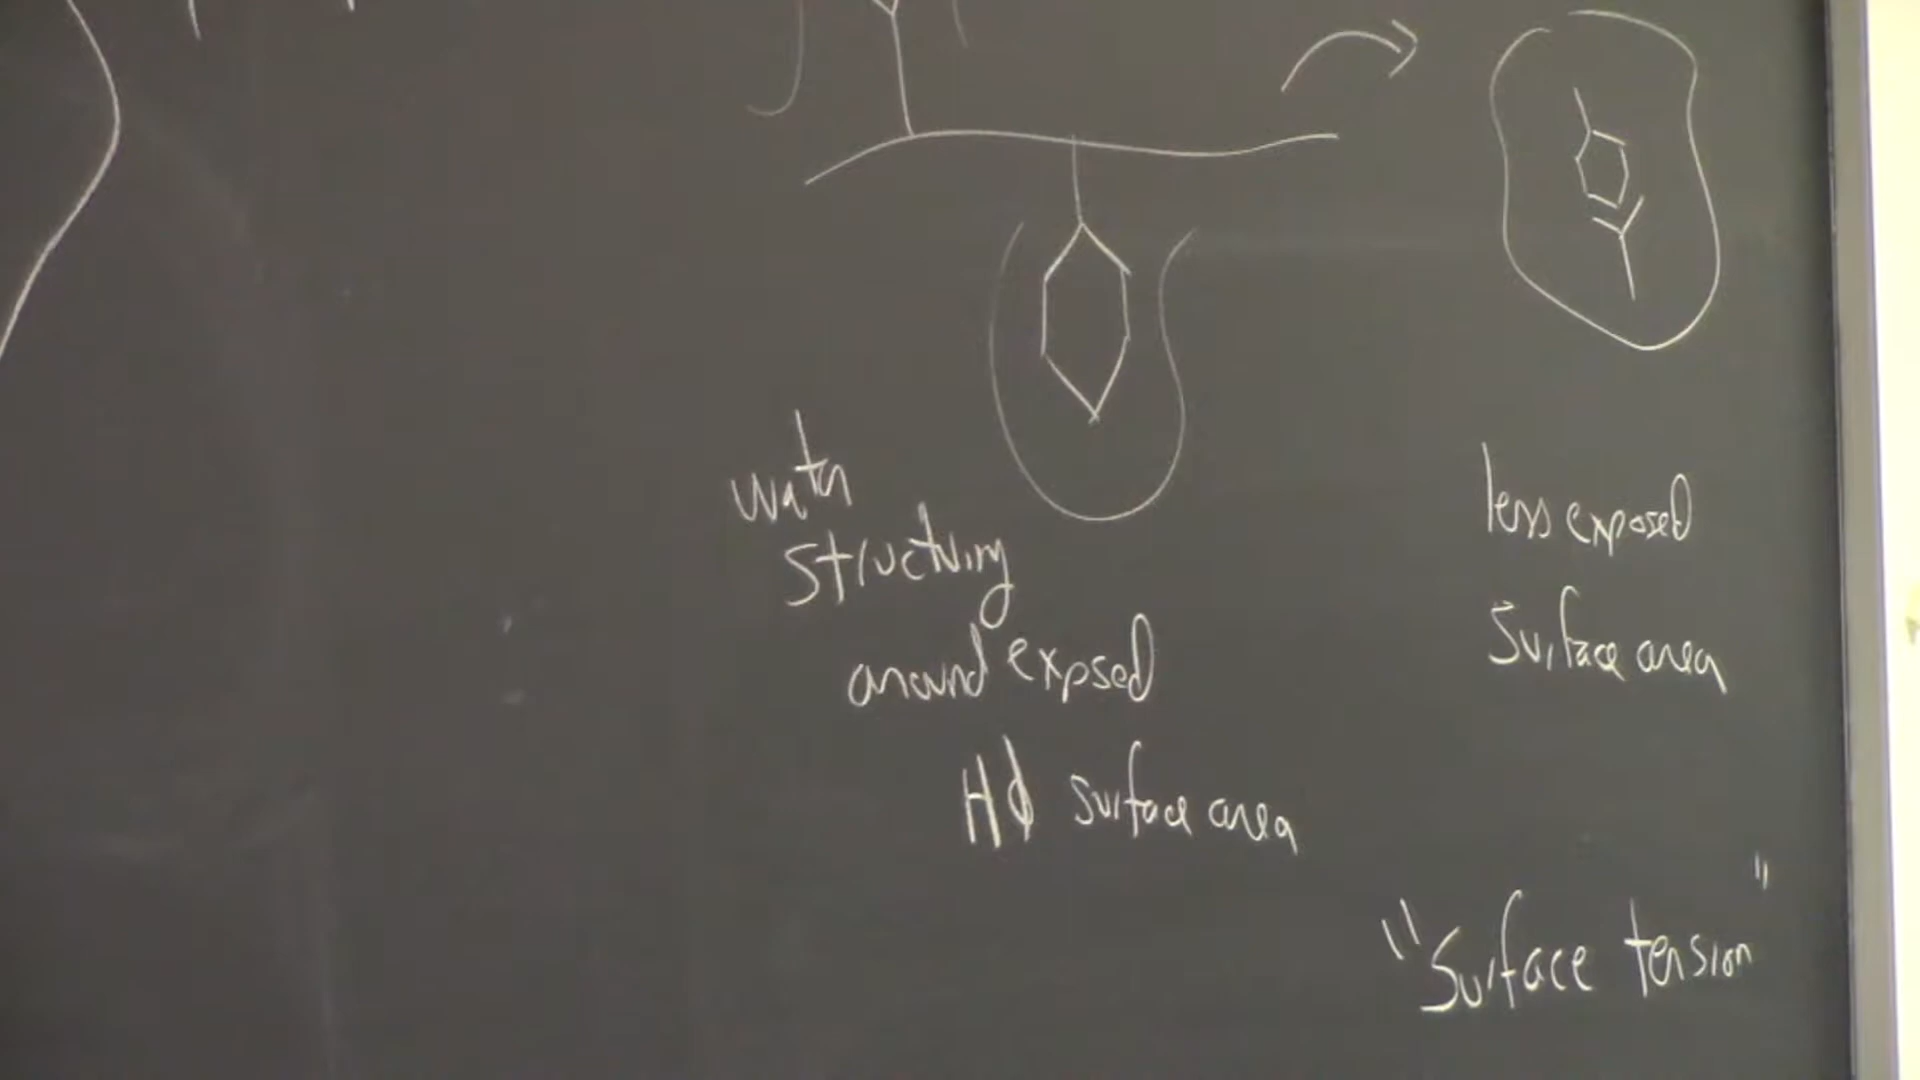 water
structuring
around exposed
Hϕ surface area
less exposed
surface area
"Surface tension"